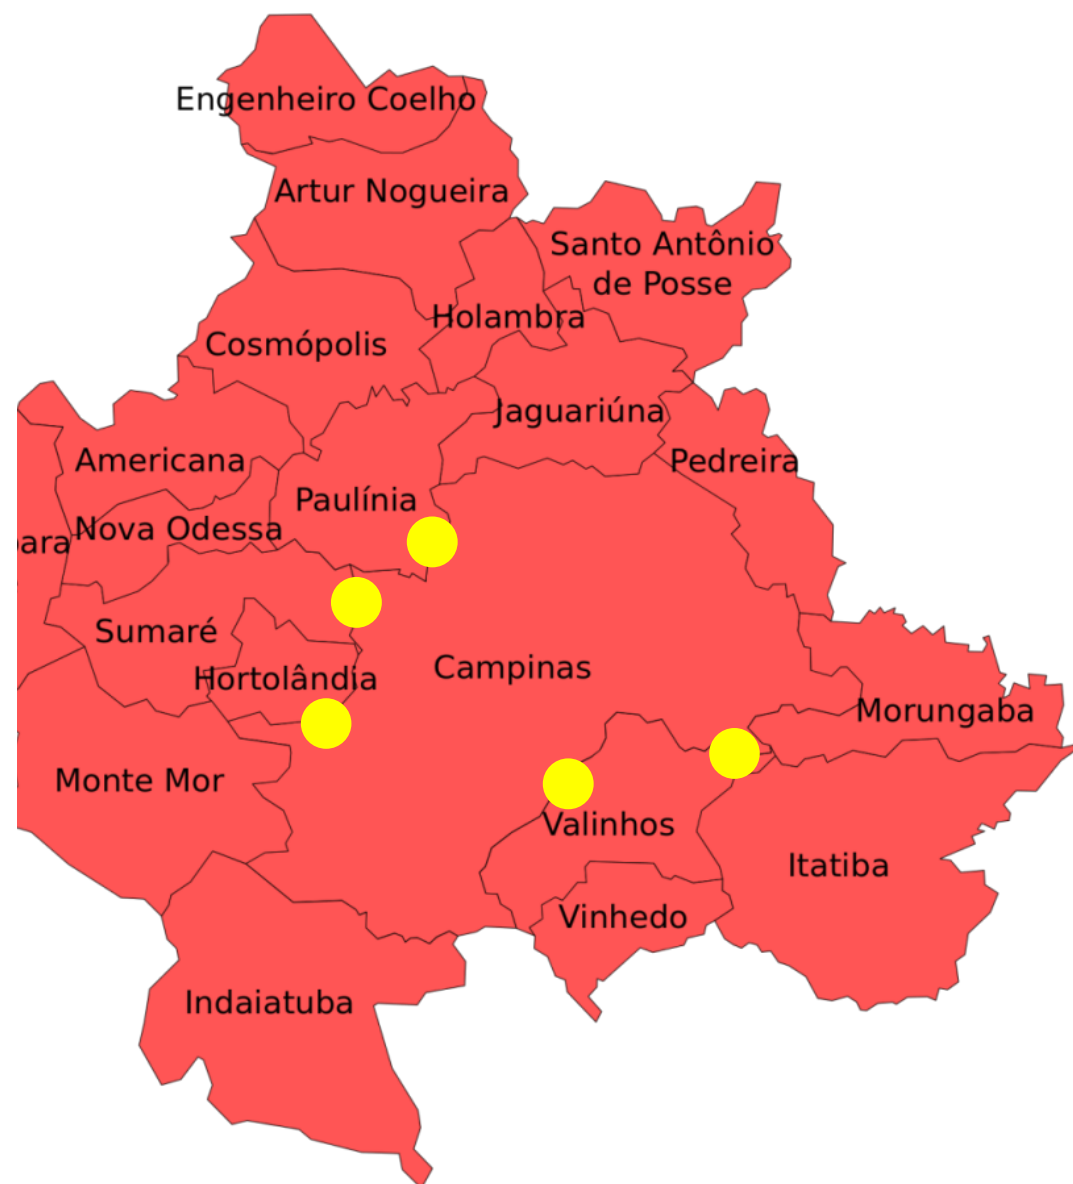 Engenheiro Coelho
Artur Nogueira
Santo Antônio
de Posse
Holambra
Cosmópolis
Jaguariúna
Americana
Pedreira
Paulínia
Nova Odessa
ara
Sumaré
Campinas
Hortolândia
Morungaba
Monte Mor
Valinhos
Itatiba
Vinhedo
Indaiatuba